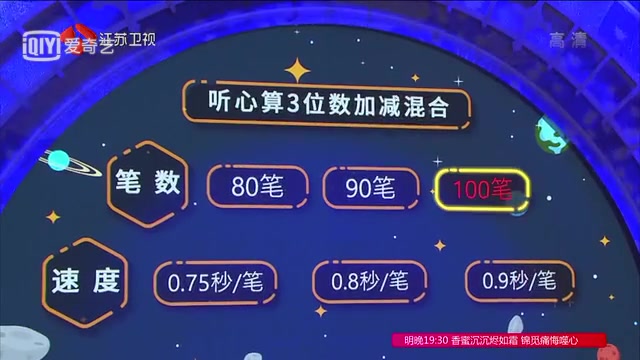 QIY 爱奇艺
江苏卫视
高清
听心算3位数加减混合
笔数 80笔 90笔 100笔
速度 0.75秒/笔 0.8秒/笔 0.9秒/笔
明晚19:30 香蜜沉沉烬如霜 锦觅痛悔噬心